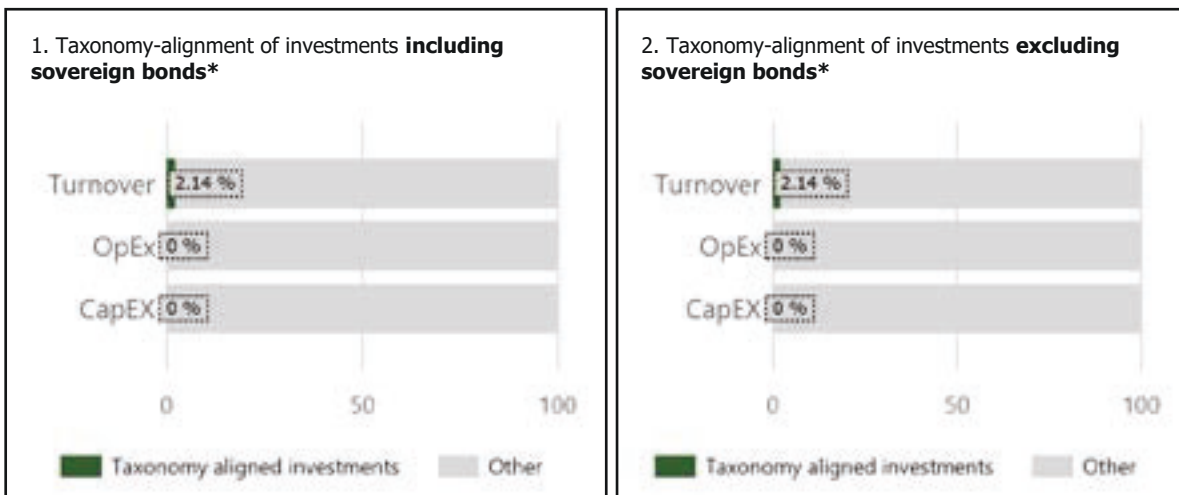 1. Taxonomy-alignment of investments including
sovereign bonds*
Turnover 2.14 %
OpEx 0 %
CapEX 0 %
0 50 100
Taxonomy aligned investments Other
2. Taxonomy-alignment of investments excluding
sovereign bonds*
Turnover 2.14 %
OpEx 0 %
CapEX 0 %
0 50 100
Taxonomy aligned investments Other